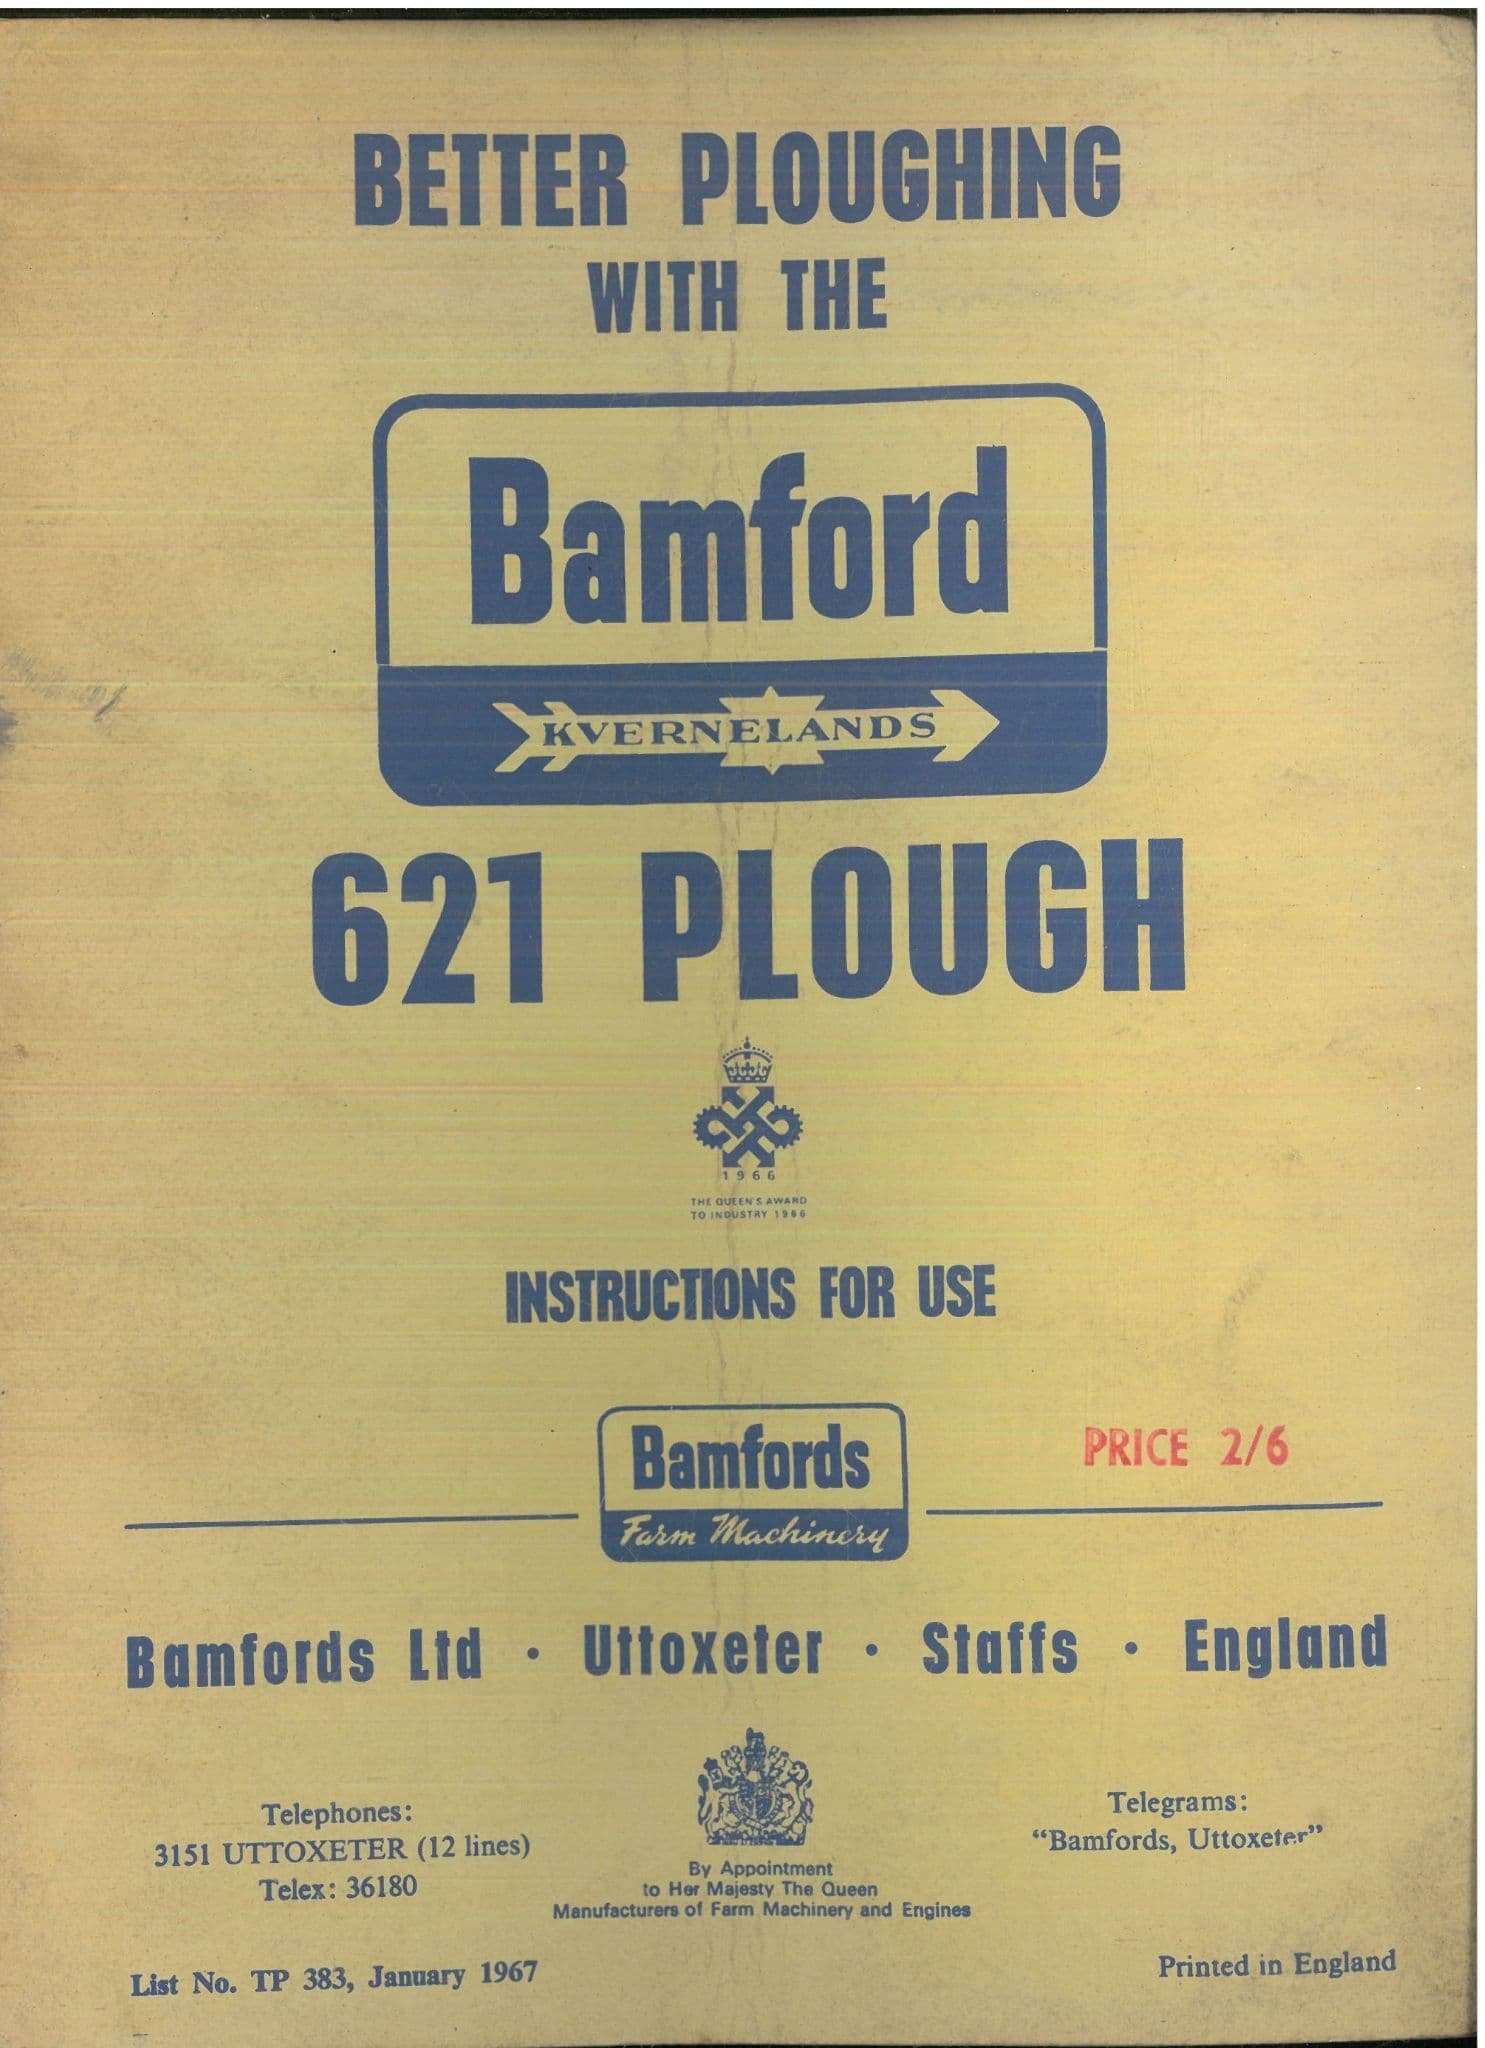 BETTER PLOUGHING
WITH THE
Bamford
KVERNELANDS
621 PLOUGH
1966
THE QUEEN'S AWARD
TO INDUSTRY 1966
INSTRUCTIONS FOR USE
Bamfords
Farm Machinery
PRICE 2/6
Bamfords Ltd · Uttoxeter · Staffs · England
Telephones:
3151 UTTOXETER (12 lines)
Telex: 36180
By Appointment
to Her Majesty The Queen
Manufacturers of Farm Machinery and Engines
Telegrams:
“Bamfords, Uttoxeter”
List No. TP 383, January 1967
Printed in England